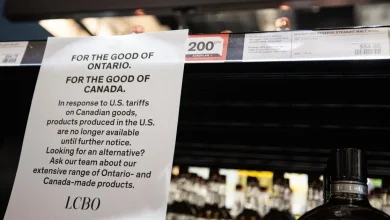 FOR THE GOOD OF
ONTARIO.
FOR THE GOOD OF
CANADA.
In response to U.S. tariffs
on Canadian goods,
products produced in the U.S.
are no longer available
until further notice.
Looking for an alternative?
Ask our team about our
extensive range of Ontario- and
Canada-made products.
LCBO
200